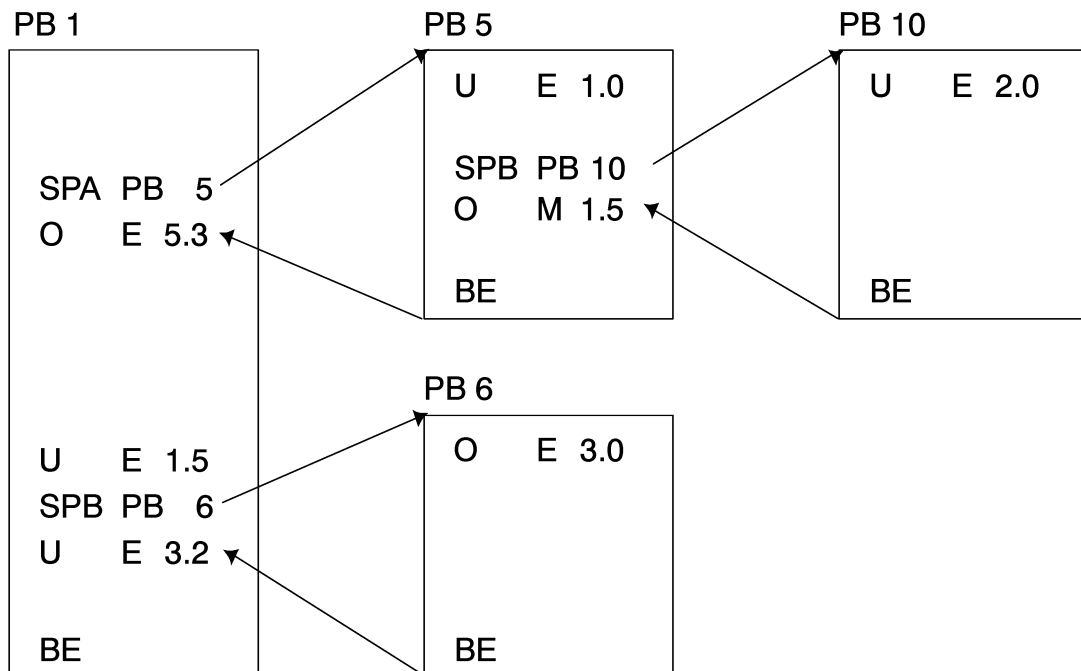 PB 1
SPA PB 5
O E 5.3
U E 1.5
SPB PB 6
U E 3.2
BE
PB 5
U E 1.0
SPB PB 10
O M 1.5
BE
PB 10
U E 2.0
BE
PB 6
O E 3.0
BE